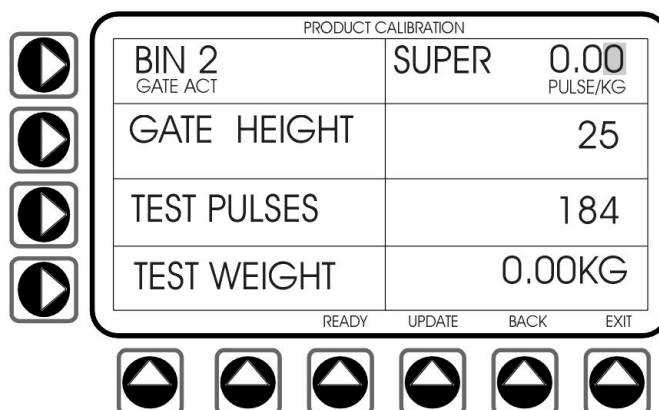 PRODUCT CALIBRATION
BIN 2 SUPER 0.00
GATE ACT PULSE/KG
GATE HEIGHT 25
TEST PULSES 184
TEST WEIGHT 0.00KG
READY UPDATE BACK EXIT